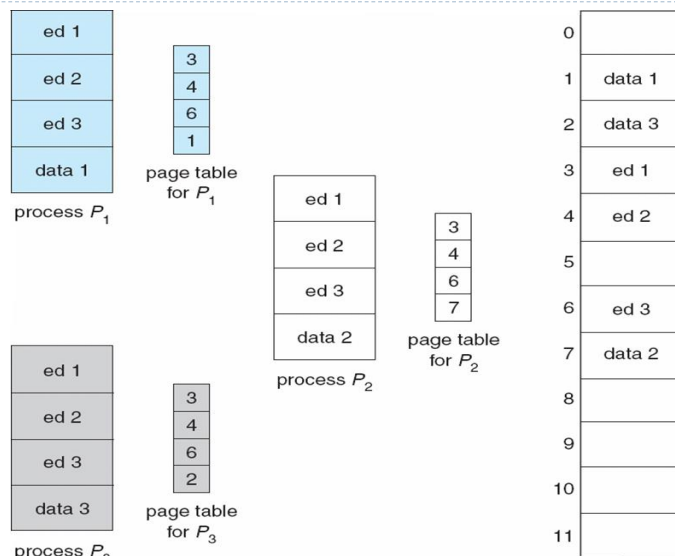 ed 1
ed 2
ed 3
data 1
process P1
3
4
6
1
page table
for P1
ed 1
ed 2
ed 3
data 2
process P2
3
4
6
7
page table
for P2
ed 1
ed 2
ed 3
data 3
process P3
3
4
6
2
page table
for P3
0
1 data 1
2 data 3
3 ed 1
4 ed 2
5
6 ed 3
7 data 2
8
9
10
11